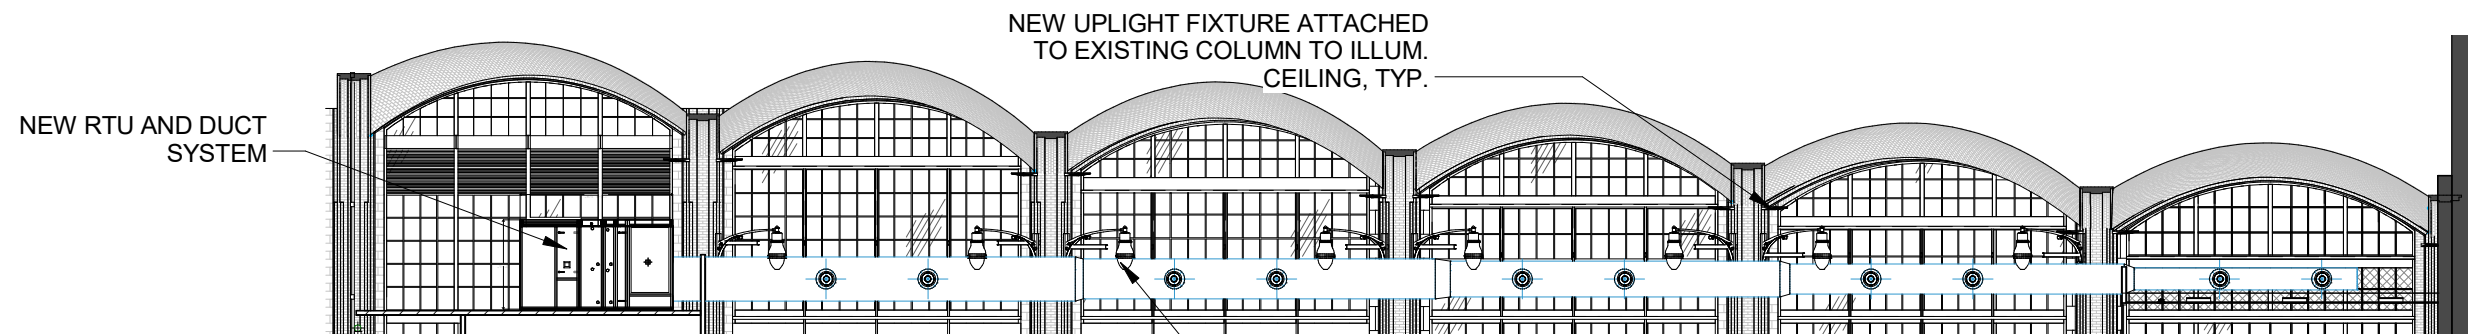 NEW UPLIGHT FIXTURE ATTACHED
TO EXISTING COLUMN TO ILLUM.
CEILING, TYP.
NEW RTU AND DUCT
SYSTEM